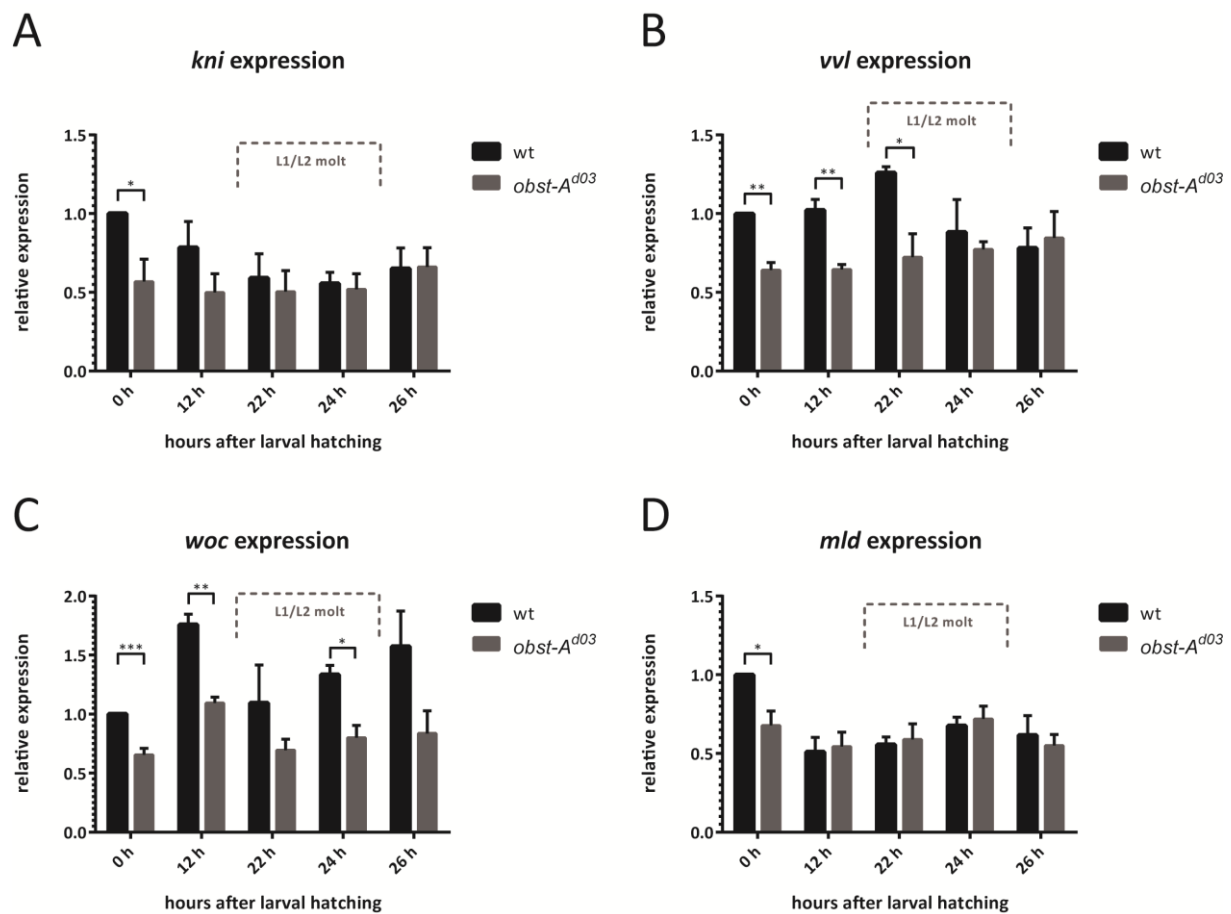 A
kni expression
relative expression
1.5
1.0
0.5
0.0
*
L1/L2 molt
wt
obst-A^d03
0 h
12 h
22 h
24 h
26 h
hours after larval hatching
B
vvl expression
relative expression
1.5
1.0
0.5
0.0
**
**
*
L1/L2 molt
wt
obst-A^d03
0 h
12 h
22 h
24 h
26 h
hours after larval hatching
C
woc expression
relative expression
2.0
1.5
1.0
0.5
0.0
***
**
*
L1/L2 molt
wt
obst-A^d03
0 h
12 h
22 h
24 h
26 h
hours after larval hatching
D
mld expression
relative expression
1.5
1.0
0.5
0.0
*
L1/L2 molt
wt
obst-A^d03
0 h
12 h
22 h
24 h
26 h
hours after larval hatching